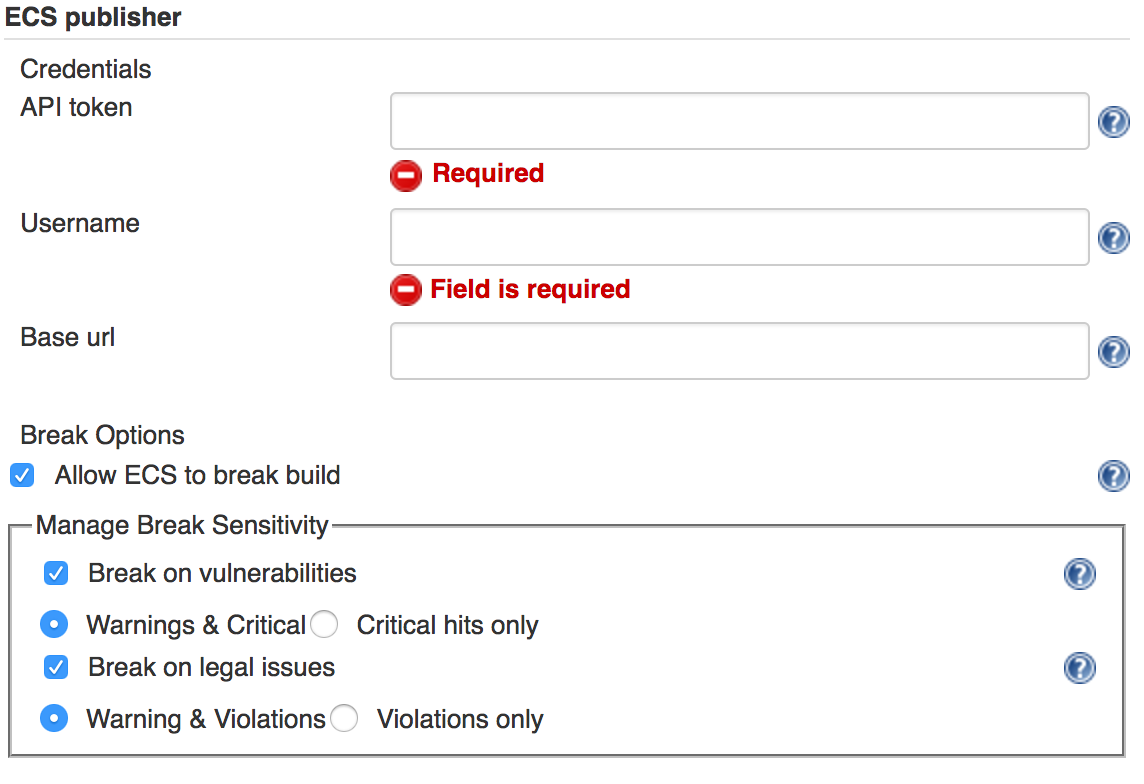 ECS publisher
Credentials
API token
Required
Username
Field is required
Base url
Break Options
Allow ECS to break build
Manage Break Sensitivity
Break on vulnerabilities
Warnings & Critical Critical hits only
Break on legal issues
Warning & Violations Violations only